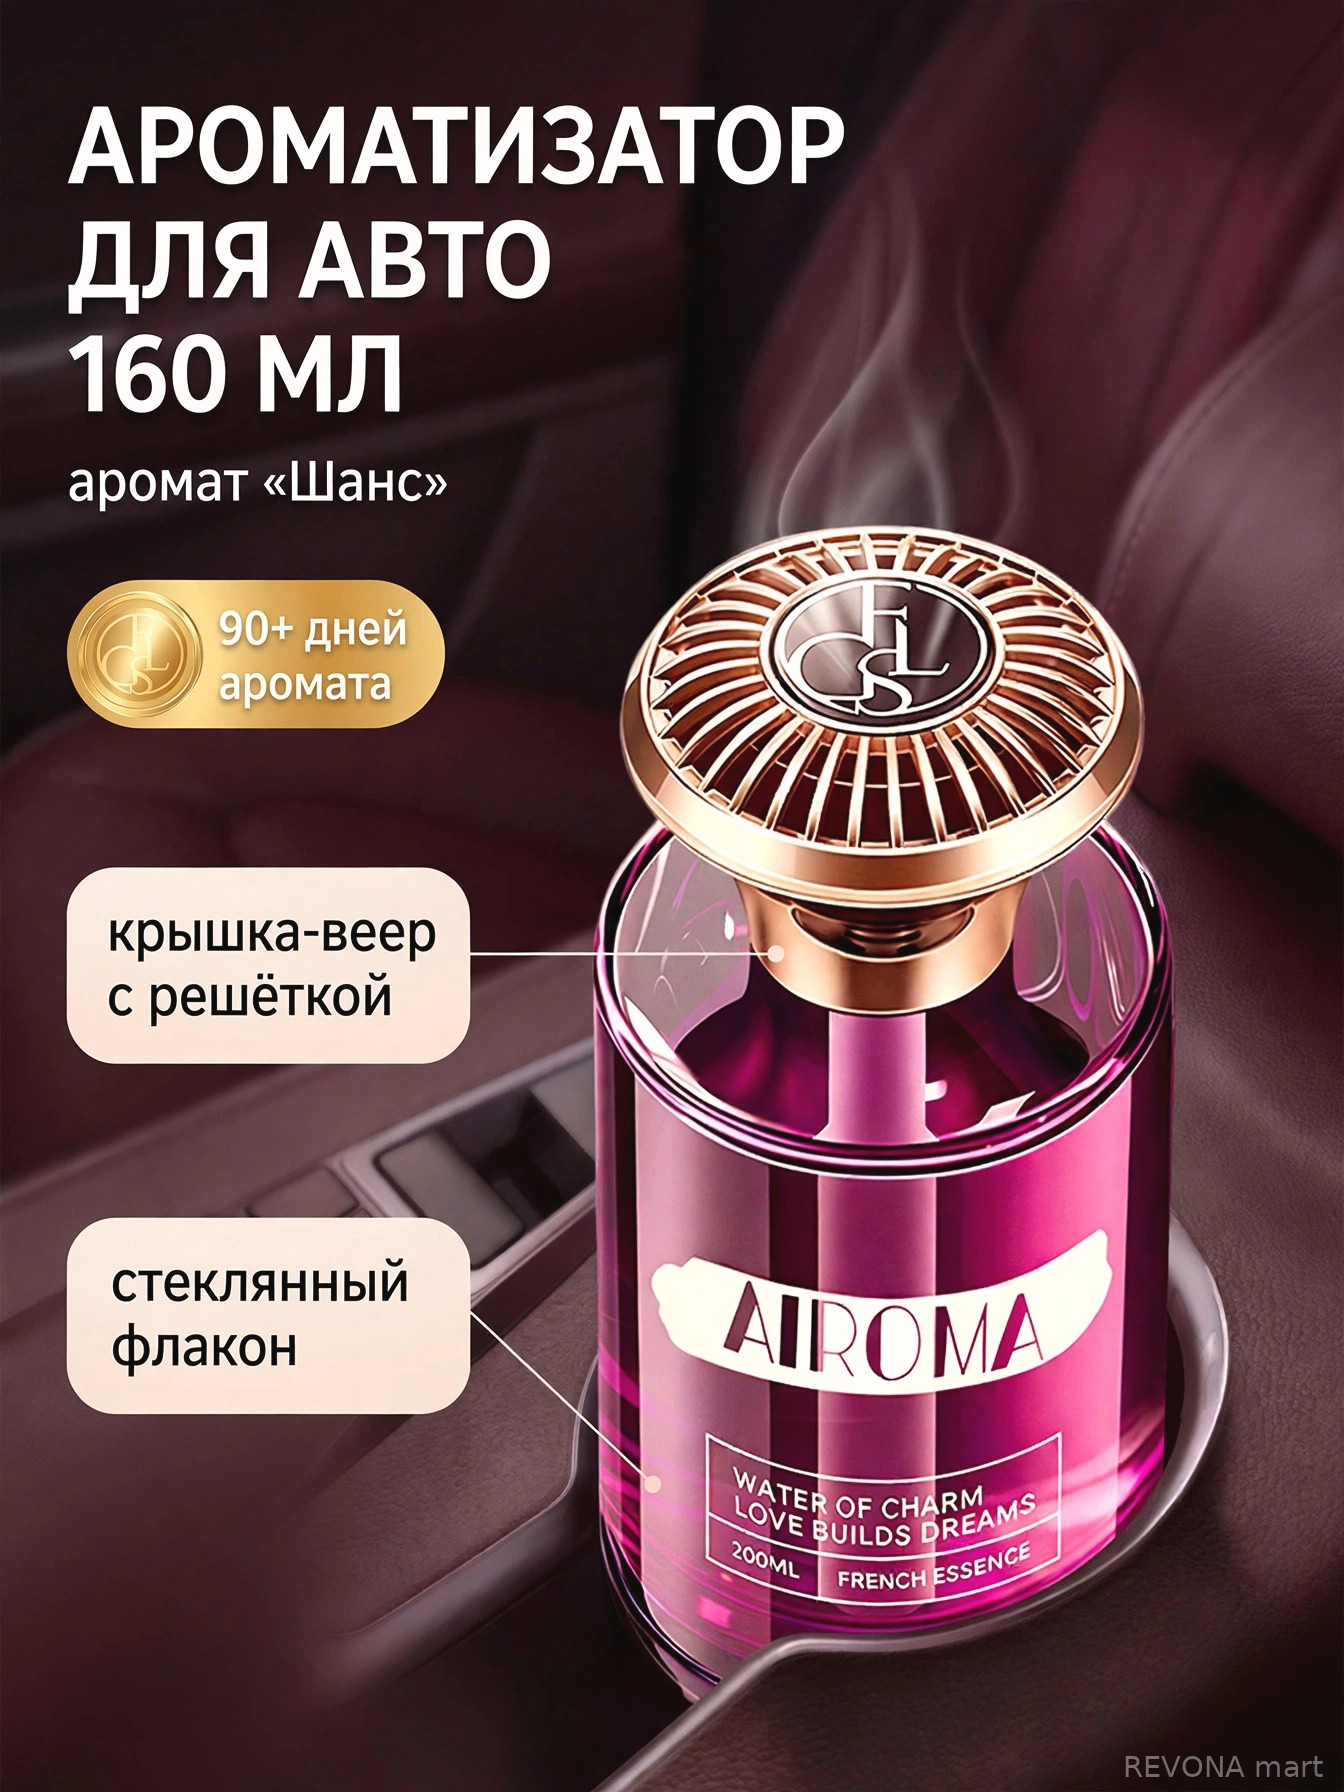 АРОМАТИЗАТОР
ДЛЯ АВТО
160 МЛ
аромат «Шанс»
90+ дней
аромата
крышка-веер
с решёткой
стеклянный
флакон
AIROMA
WATER OF CHARM
LOVE BUILDS DREAMS
200ML
FRENCH ESSENCE
REVONA mart